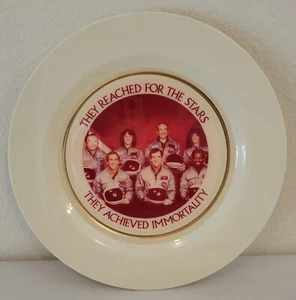 THEY REACHED FOR THE STARS
THEY ACHIEVED IMMORTALITY